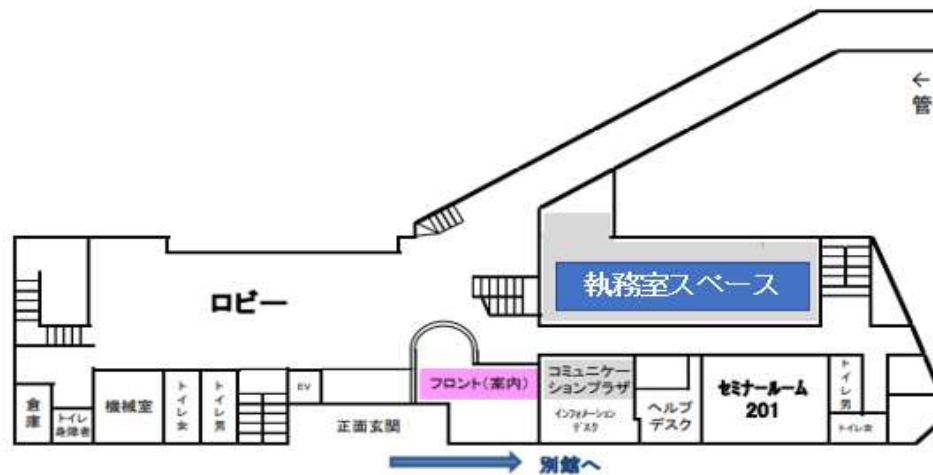 ←
管
執務室スペース
ロビー
フロント(案内)
コミュニケー
ションプラザ
インフォメーション
デスク
ヘルプ
デスク
セミナールーム
201
トイレ男
トイレ女
倉庫
トイレ
身障者
機械室
トイレ女
トイレ男
EV
正面玄関
別館へ